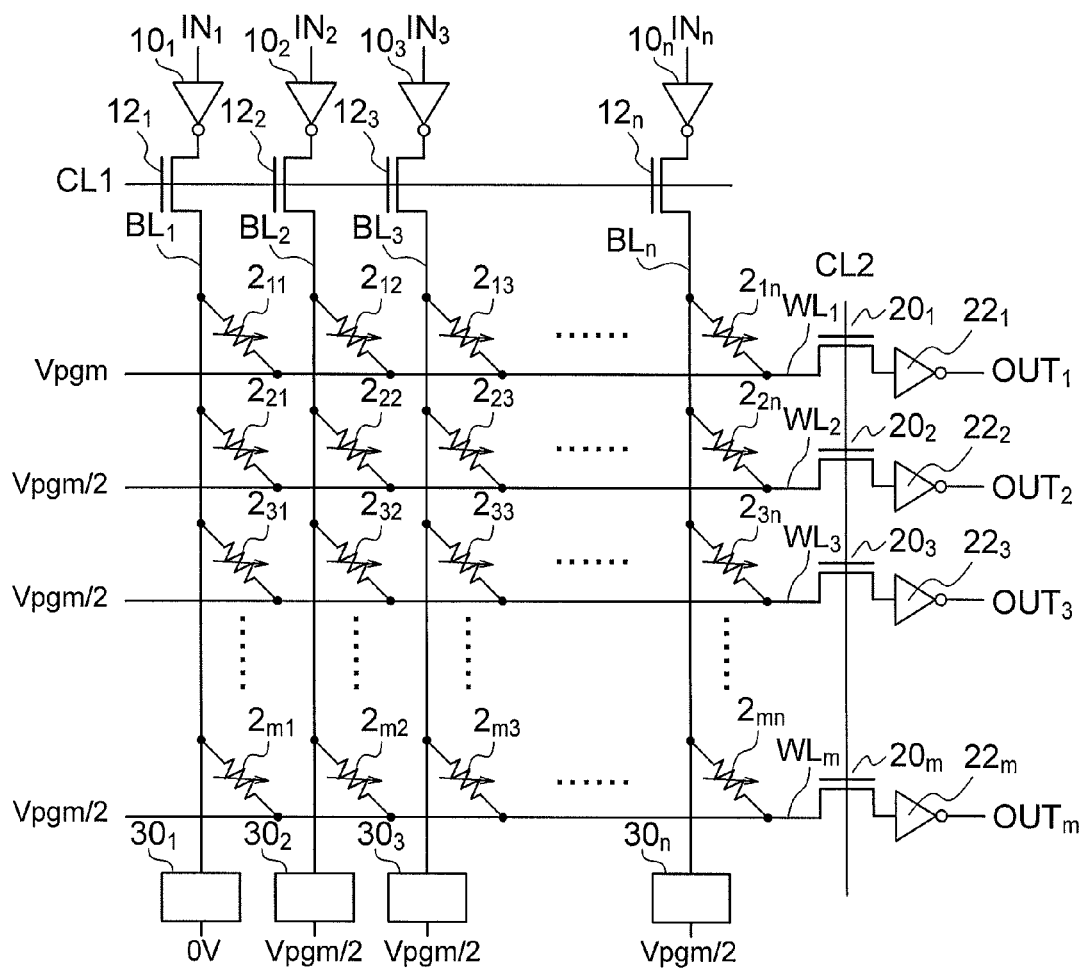 IN₁ IN₂ IN₃ INₙ
10₁ 10₂ 10₃ 10ₙ
12₁ 12₂ 12₃ 12ₙ
CL1
BL₁ BL₂ BL₃ BLₙ
CL2
2₁₁ 2₁₂ 2₁₃ 2₁ₙ WL₁ 20₁ 22₁
Vpgm ...... OUT₁
2₂₁ 2₂₂ 2₂₃ 2₂ₙ WL₂ 20₂ 22₂
Vpgm/2 ...... OUT₂
2₃₁ 2₃₂ 2₃₃ 2₃ₙ WL₃ 20₃ 22₃
Vpgm/2 ...... OUT₃
2ₘ₁ 2ₘ₂ 2ₘ₃ 2ₘₙ WLₘ 20ₘ 22ₘ
Vpgm/2 ...... OUTₘ
30₁ 30₂ 30₃ 30ₙ
0V Vpgm/2 Vpgm/2 Vpgm/2